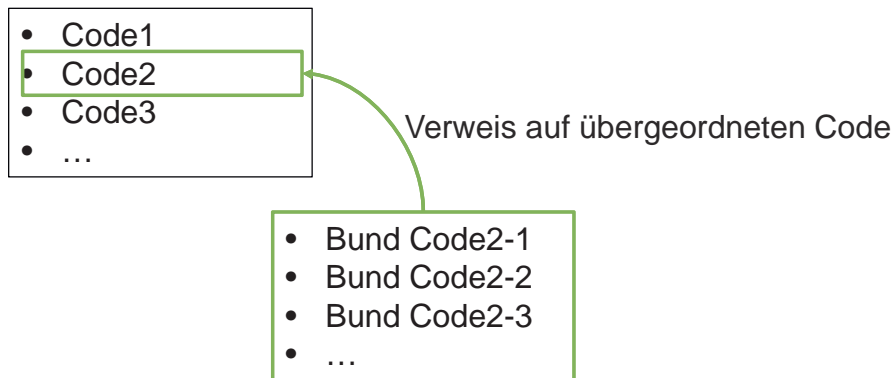 • Code1
• Code2
• Code3
• …
Verweis auf übergeordneten Code
• Bund Code2-1
• Bund Code2-2
• Bund Code2-3
• …